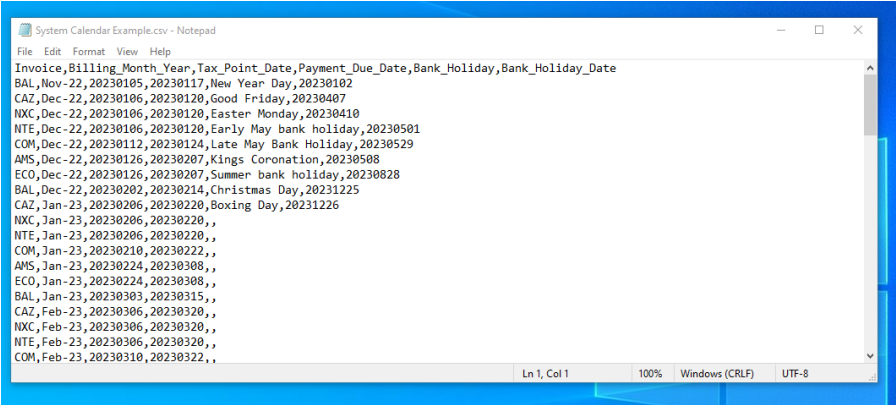 System Calendar Example.csv - Notepad
File Edit Format View Help
Invoice,Billing_Month_Year,Tax_Point_Date,Payment_Due_Date,Bank_Holiday,Bank_Holiday_Date
BAL,Nov-22,20230105,20230117,New Year Day,20230102
CAZ,Dec-22,20230106,20230120,Good Friday,20230407
NXC,Dec-22,20230106,20230120,Easter Monday,20230410
NTE,Dec-22,20230106,20230120,Early May bank holiday,20230501
COM,Dec-22,20230112,20230124,Late May Bank Holiday,20230529
AMS,Dec-22,20230126,20230207,Kings Coronation,20230508
ECO,Dec-22,20230126,20230207,Summer bank holiday,20230828
BAL,Dec-22,20230202,20230214,Christmas Day,20231225
CAZ,Jan-23,20230206,20230220,Boxing Day,20231226
NXC,Jan-23,20230206,20230220,,
NTE,Jan-23,20230206,20230220,,
COM,Jan-23,20230210,20230222,,
AMS,Jan-23,20230224,20230308,,
ECO,Jan-23,20230224,20230308,,
BAL,Jan-23,20230303,20230315,,
CAZ,Feb-23,20230306,20230320,,
NXC,Feb-23,20230306,20230320,,
NTE,Feb-23,20230306,20230320,,
COM,Feb-23,20230310,20230322,,
Ln 1, Col 1 100% Windows (CRLF) UTF-8